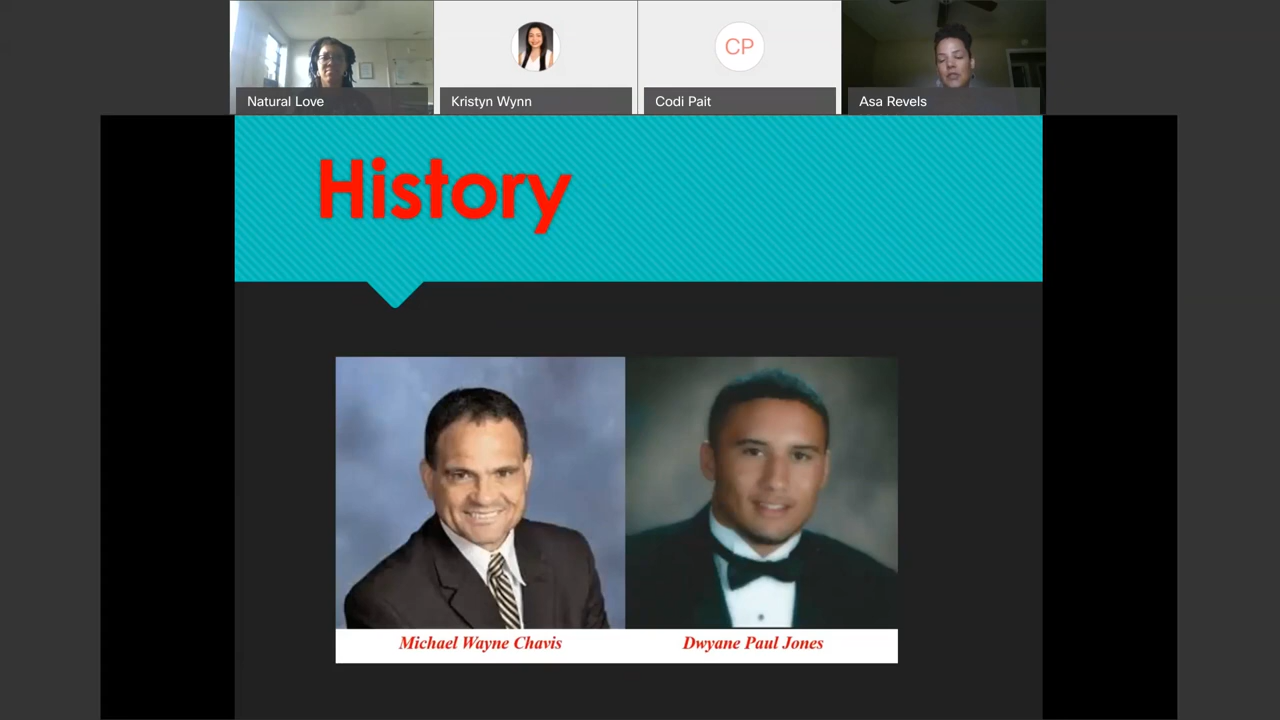 Natural Love
Kristyn Wynn
CP
Codi Pait
Asa Revels
History
Michael Wayne Chavis
Dwyane Paul Jones